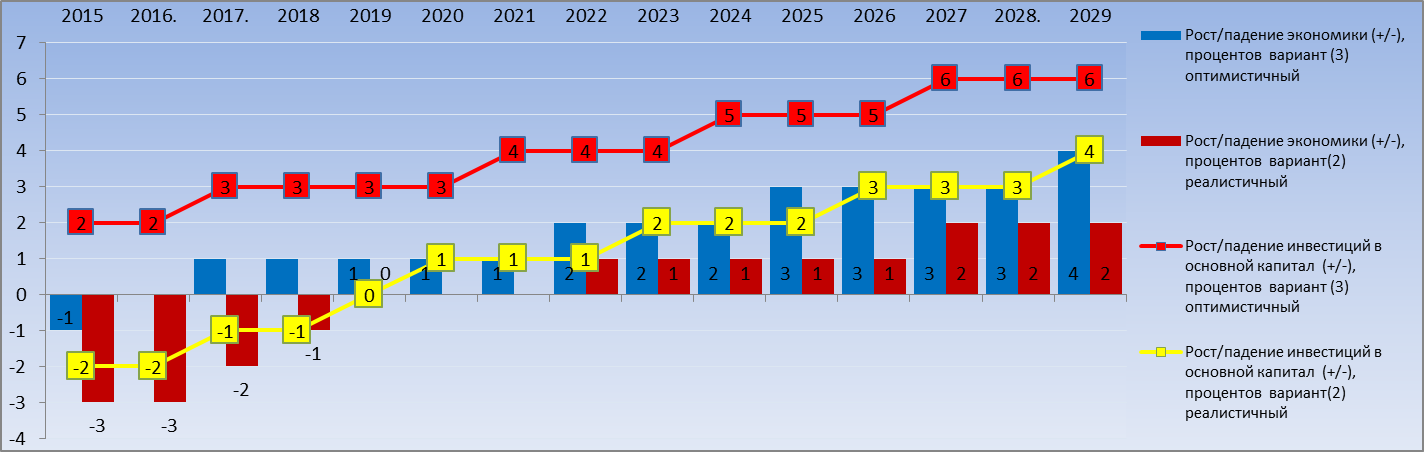 2015 2016. 2017. 2018 2019 2020 2021 2022 2023 2024 2025 2026 2027 2028. 2029
7
6
5
4
3
2
1
0
-1
-2
-3
-4
2 2 3 3 3 3 4 4 4 5 5 5 6 6 6
-2 -2 -1 -1 0 1 1 1 2 2 2 3 3 3 4
-1 1 1 1 2 2 2 3 3 3 3 4
-3 -3 -2 -1 0 1 1 1 1 2 2 2
Рост/падение экономики (+/-),
процентов вариант (3)
оптимистичный
Рост/падение экономики (+/-),
процентов вариант(2)
реалистичный
Рост/падение инвестиций в
основной капитал (+/-),
процентов вариант (3)
оптимистичный
Рост/падение инвестиций в
основной капитал (+/-),
процентов вариант(2)
реалистичный